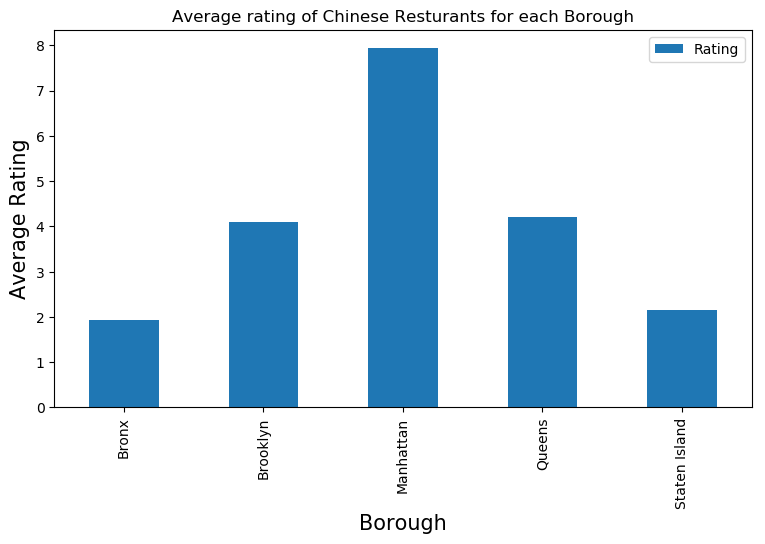 Average rating of Chinese Resturants for each Borough
Rating
Average Rating
8
7
6
5
4
3
2
1
0
Bronx
Brooklyn
Manhattan
Queens
Staten Island
Borough